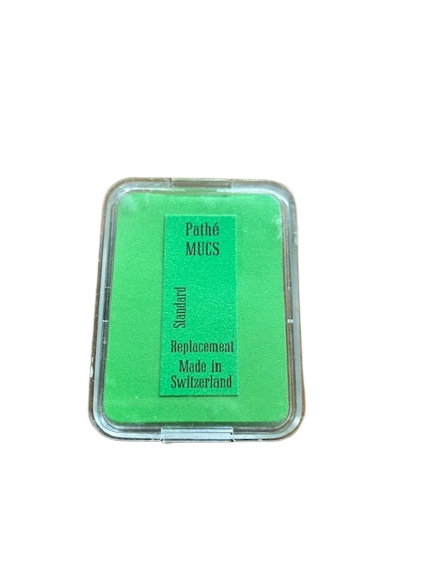 Pathé
MUCS
Standard
Replacement
Made in
Switzerland